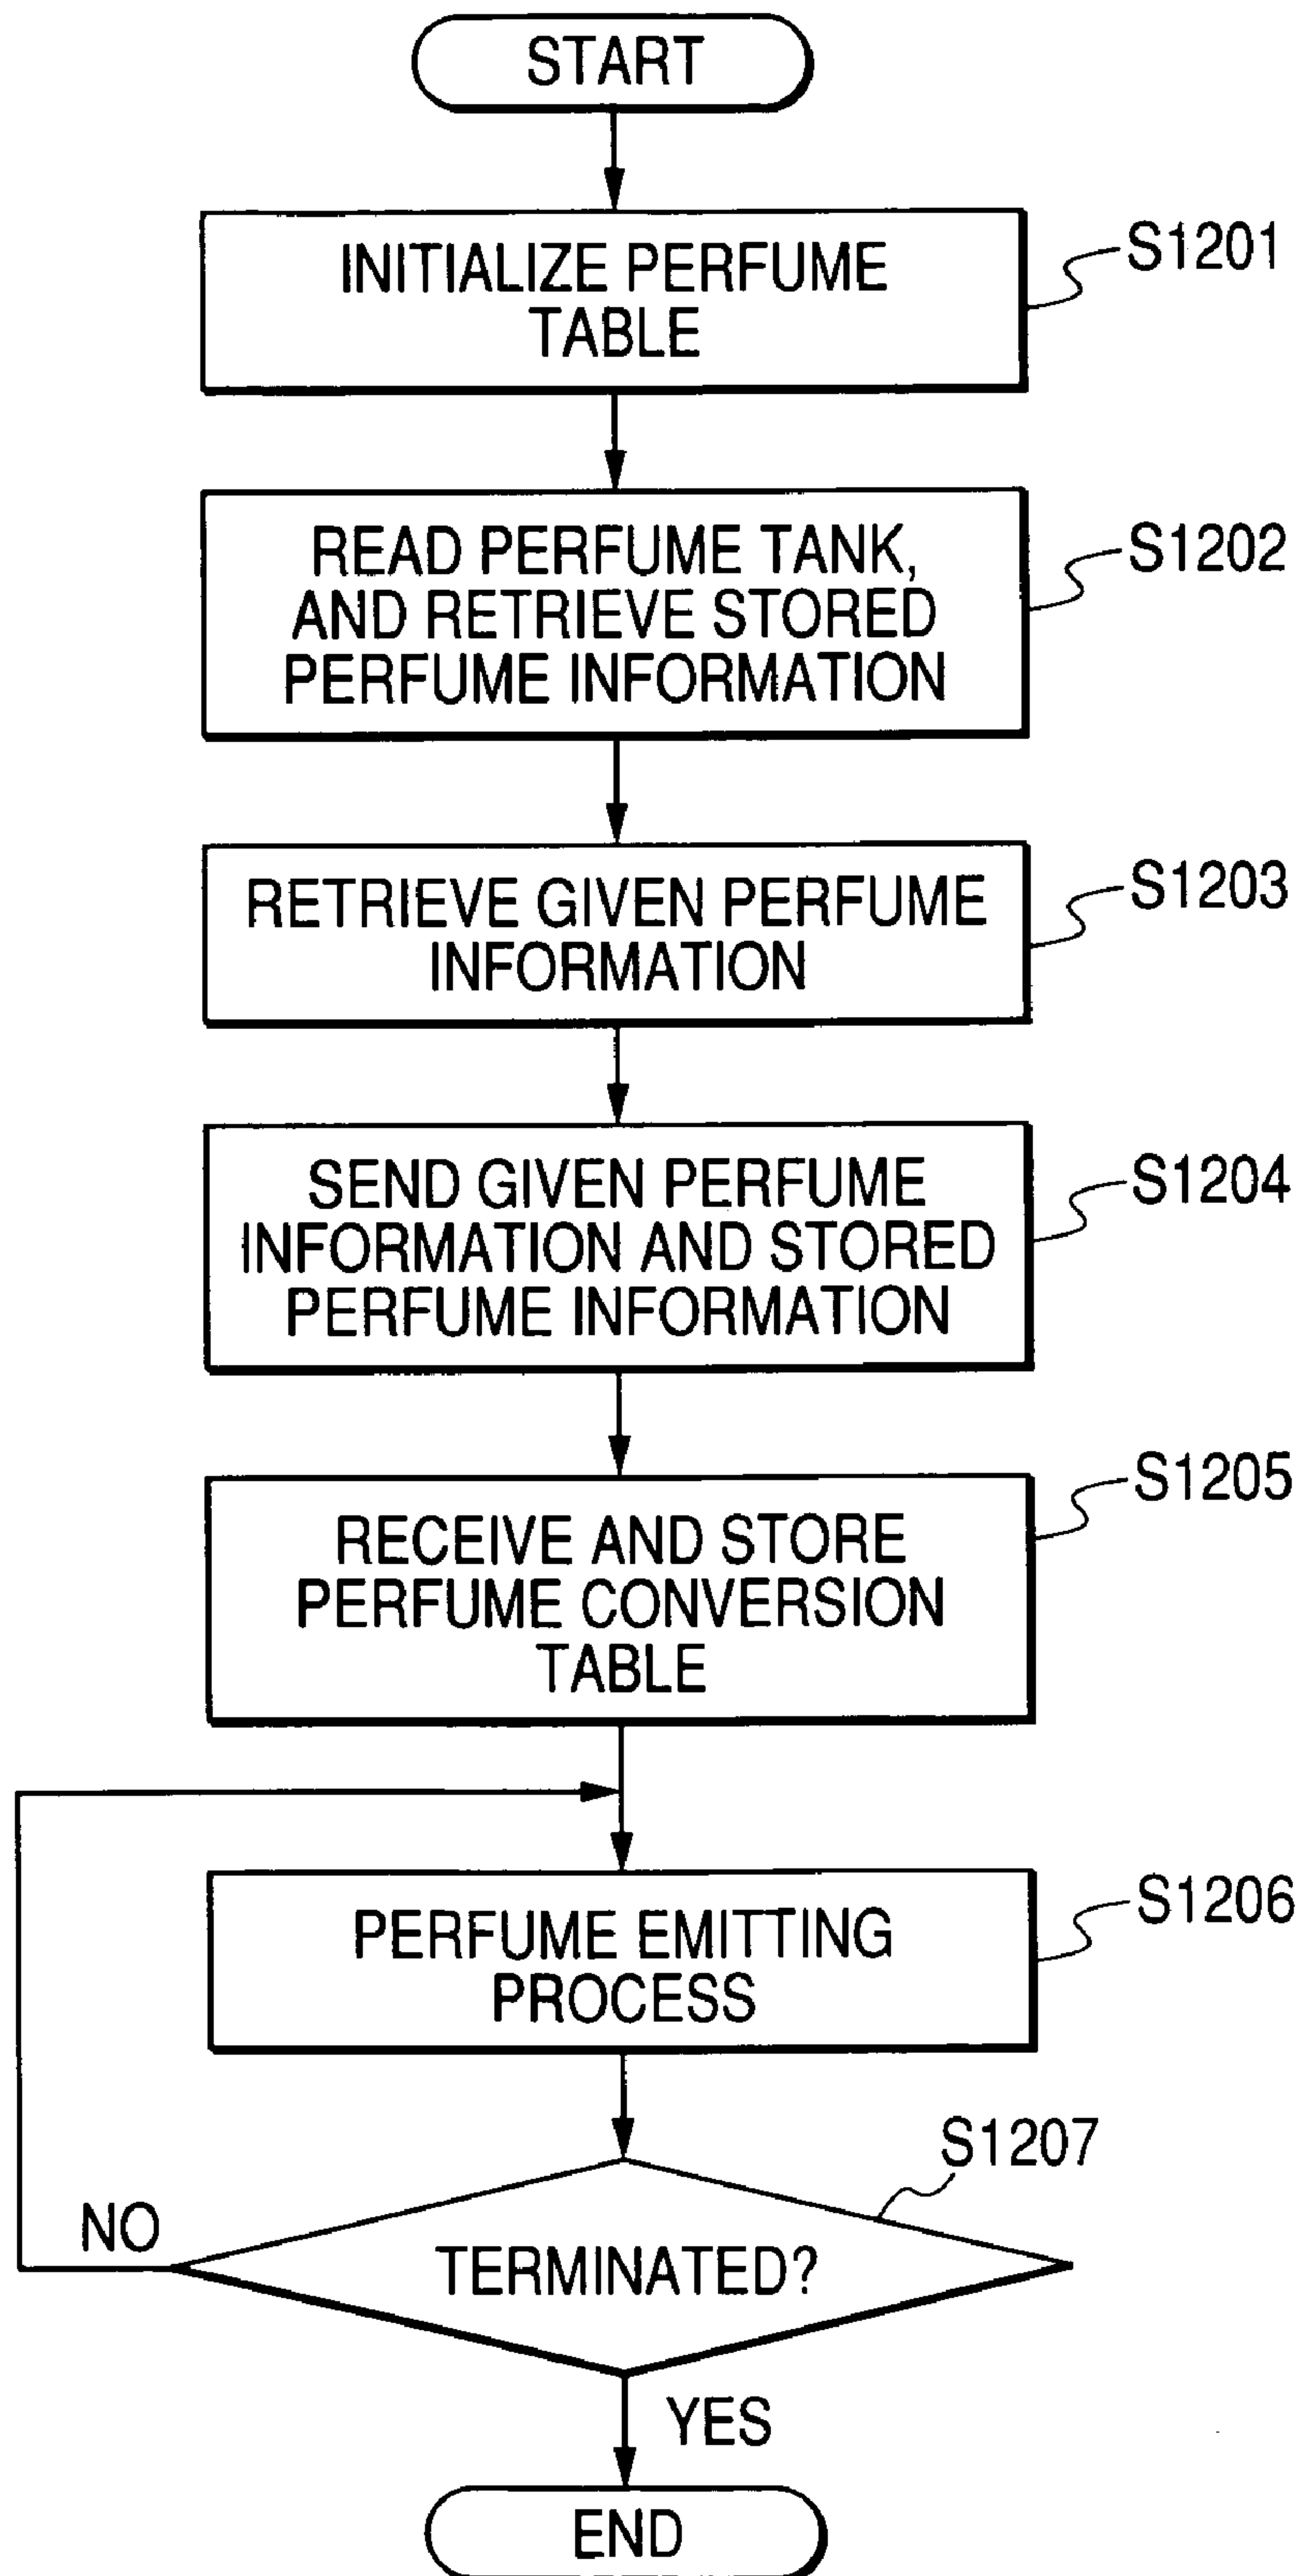 START
INITIALIZE PERFUME
TABLE
S1201
READ PERFUME TANK,
AND RETRIEVE STORED
PERFUME INFORMATION
S1202
RETRIEVE GIVEN PERFUME
INFORMATION
S1203
SEND GIVEN PERFUME
INFORMATION AND STORED
PERFUME INFORMATION
S1204
RECEIVE AND STORE
PERFUME CONVERSION
TABLE
S1205
PERFUME EMITTING
PROCESS
S1206
S1207
NO
TERMINATED?
YES
END